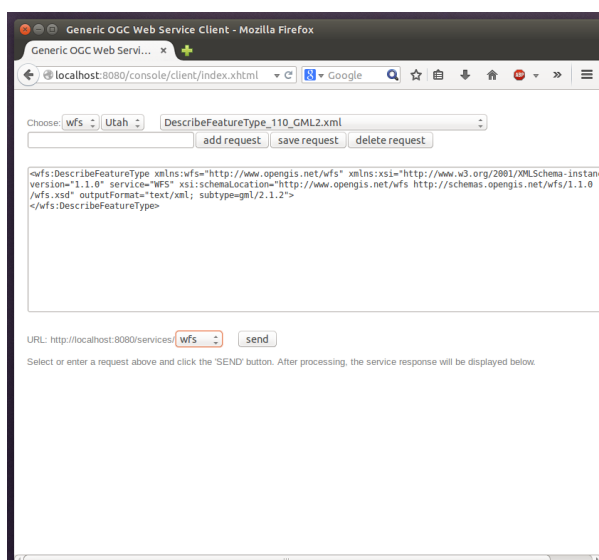 Generic OGC Web Service Client - Mozilla Firefox
Generic OGC Web Servi...
localhost:8080/console/client/index.xhtml
Google
ABP
Choose: wfs Utah DescribeFeatureType_110_GML2.xml
add request save request delete request
<wfs:DescribeFeatureType xmlns:wfs="http://www.opengis.net/wfs" xmlns:xsi="http://www.w3.org/2001/XMLSchema-instanc
version="1.1.0" service="WFS" xsi:schemaLocation="http://www.opengis.net/wfs http://schemas.opengis.net/wfs/1.1.0
/wfs.xsd" outputFormat="text/xml; subtype=gml/2.1.2">
</wfs:DescribeFeatureType>
URL: http://localhost:8080/services/ wfs send
Select or enter a request above and click the 'SEND' button. After processing, the service response will be displayed below.